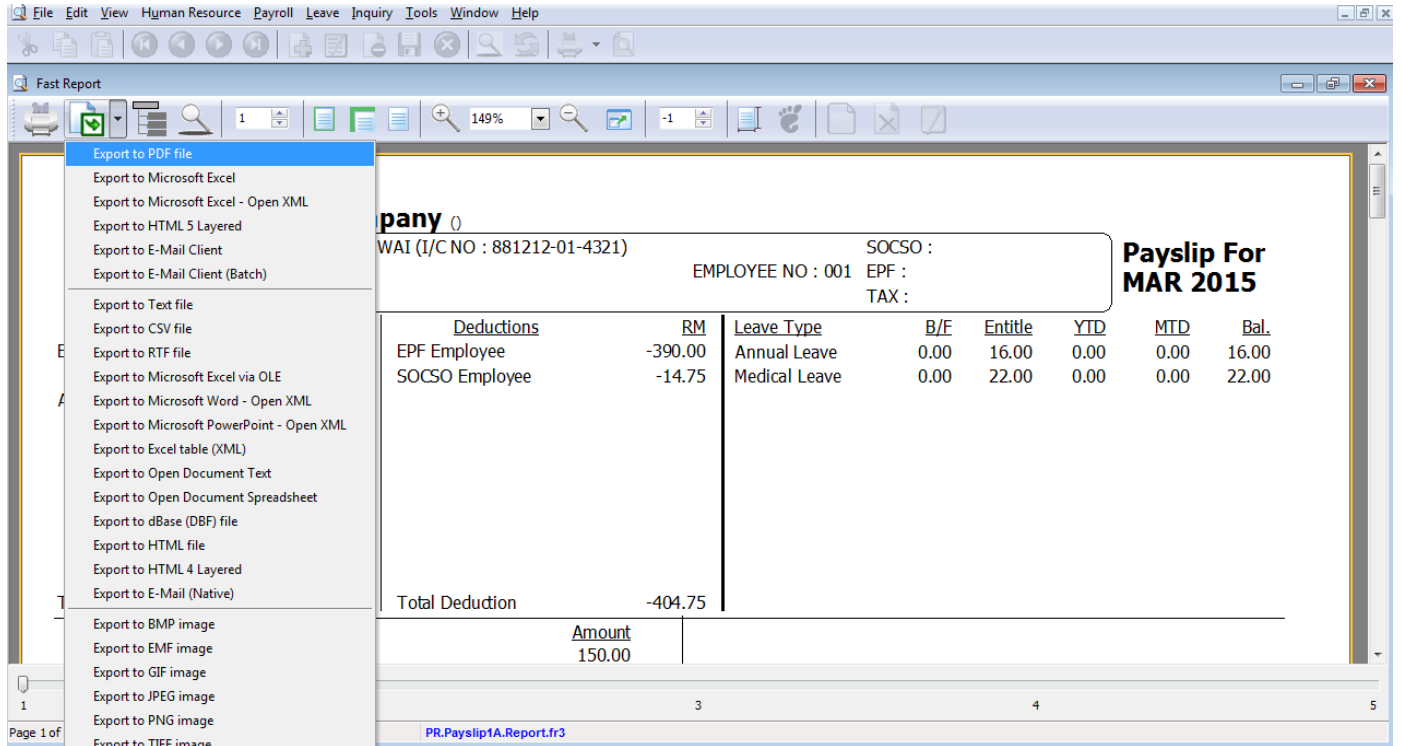 File Edit View Human Resource Payroll Leave Inquiry Tools Window Help
Fast Report
1 149% -1
Export to PDF file
Export to Microsoft Excel
Export to Microsoft Excel - Open XML
Export to HTML 5 Layered
Export to E-Mail Client
Export to E-Mail Client (Batch)
Export to Text file
Export to CSV file
Export to RTF file
Export to Microsoft Excel via OLE
Export to Microsoft Word - Open XML
Export to Microsoft PowerPoint - Open XML
Export to Excel table (XML)
Export to Open Document Text
Export to Open Document Spreadsheet
Export to dBase (DBF) file
Export to HTML file
Export to HTML 4 Layered
Export to E-Mail (Native)
Export to BMP image
Export to EMF image
Export to GIF image
Export to JPEG image
Export to PNG image
Export to TIFF image
pany ()
WAI (I/C NO : 881212-01-4321) SOCSO :
EMPLOYEE NO : 001 EPF :
TAX :
Payslip For
MAR 2015
Deductions RM Leave Type B/F Entitle YTD MTD Bal.
E EPF Employee -390.00 Annual Leave 0.00 16.00 0.00 0.00 16.00
SOCSO Employee -14.75 Medical Leave 0.00 22.00 0.00 0.00 22.00
A
T Total Deduction -404.75
Amount
150.00
1 3 4 5
Page 1 of PR.Payslip1A.Report.fr3